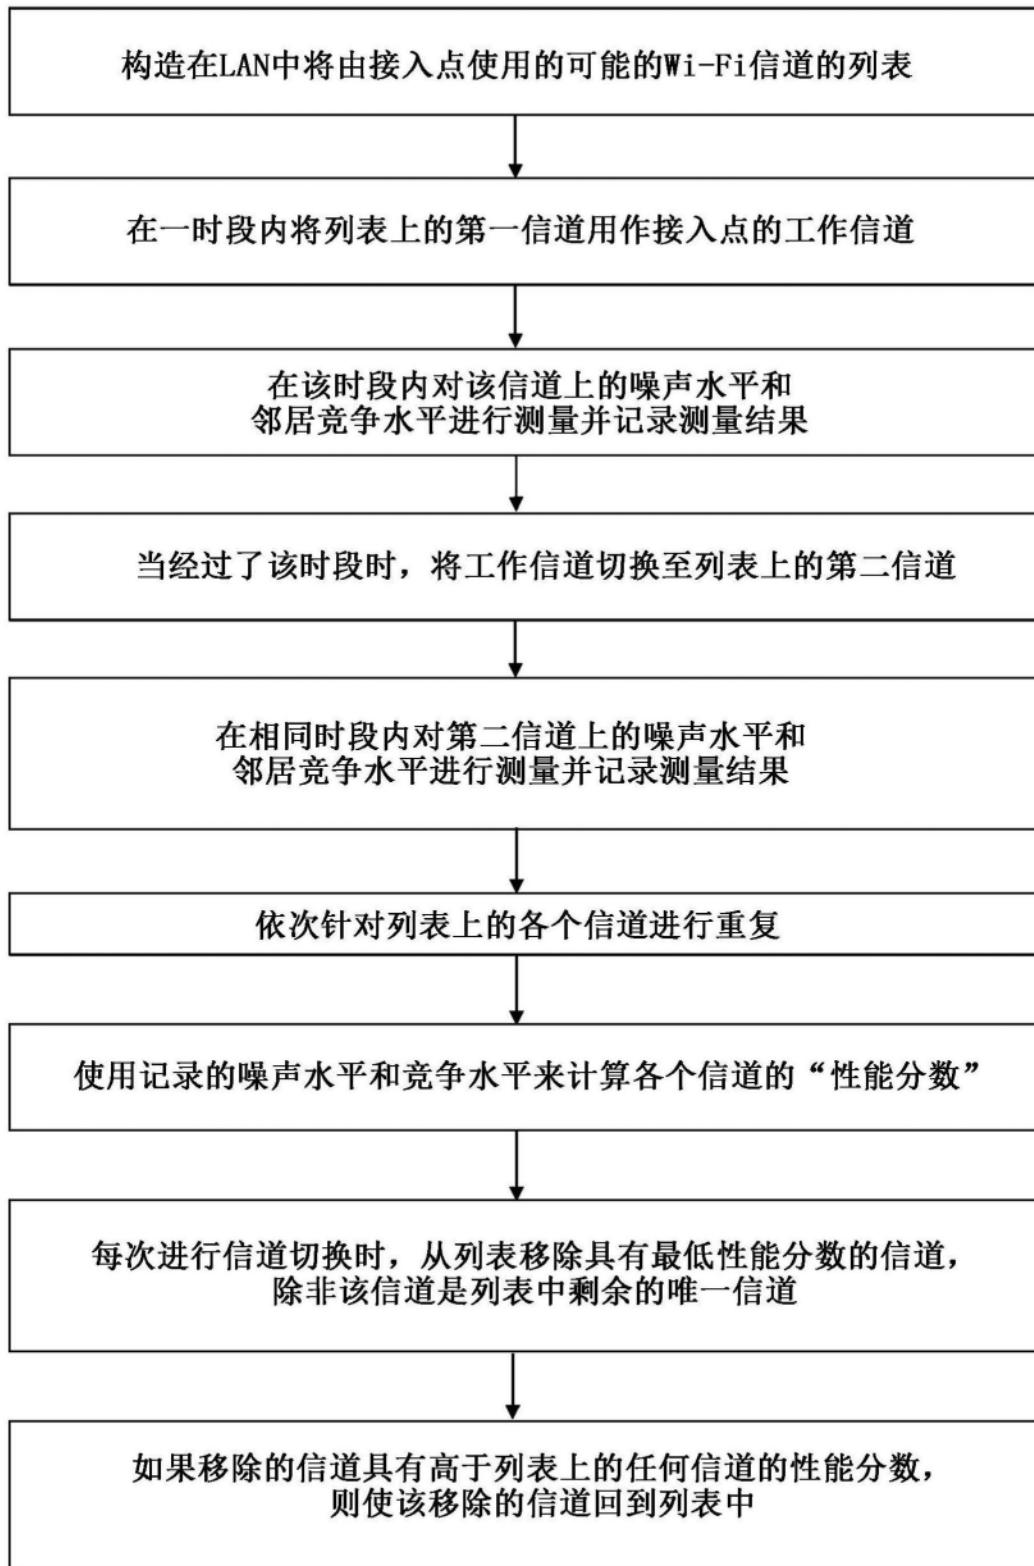 构造在LAN中将由接入点使用的可能的Wi-Fi信道的列表
在一时段内将列表上的第一信道用作接入点的工作信道
在该时段内对该信道上的噪声水平和
邻居竞争水平进行测量并记录测量结果
当经过了该时段时，将工作信道切换至列表上的第二信道
在相同时段内对第二信道上的噪声水平和
邻居竞争水平进行测量并记录测量结果
依次针对列表上的各个信道进行重复
使用记录的噪声水平和竞争水平来计算各个信道的“性能分数”
每次进行信道切换时，从列表移除具有最低性能分数的信道，
除非该信道是列表中剩余的唯一信道
如果移除的信道具有高于列表上的任何信道的性能分数，
则使该移除的信道回到列表中